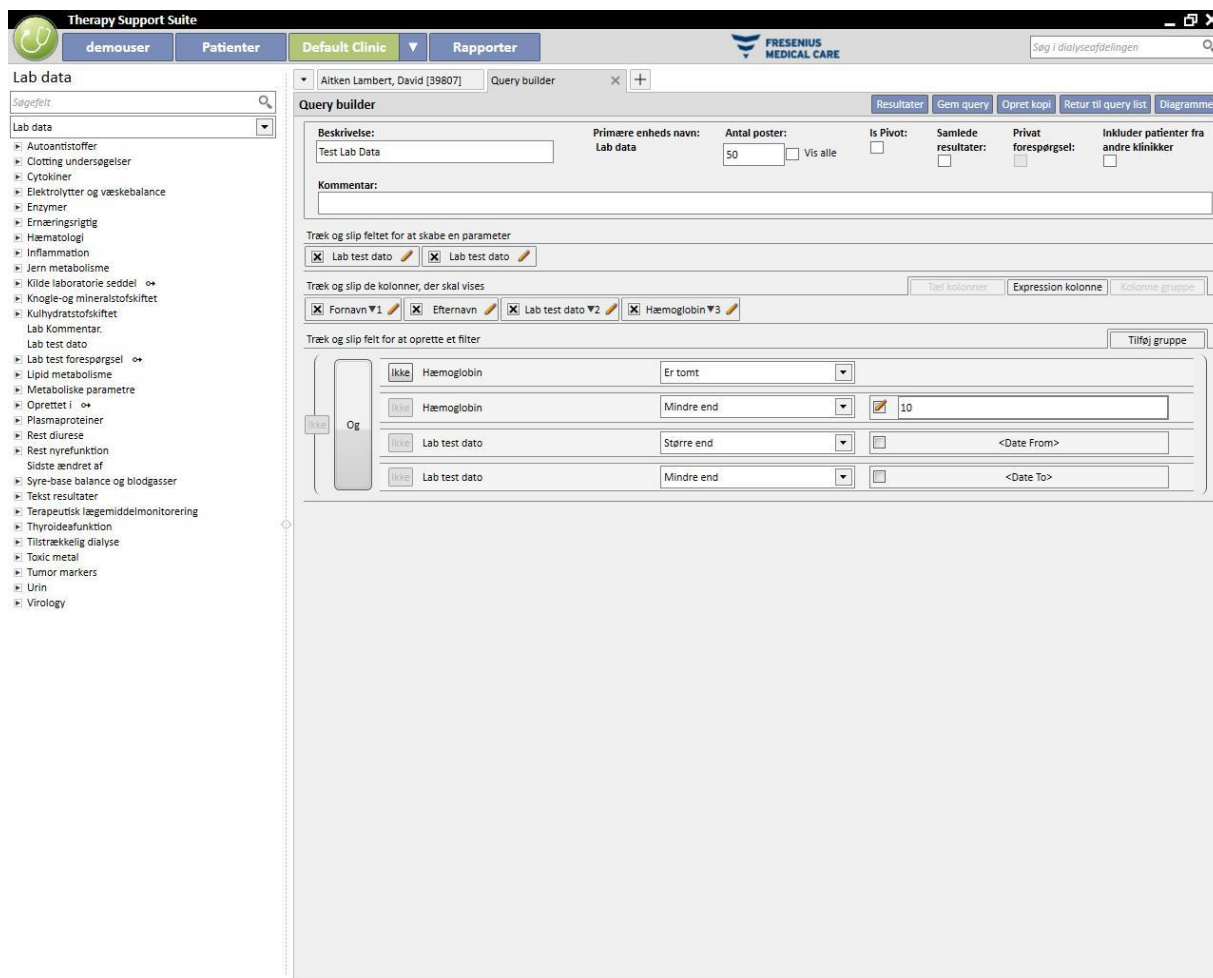 Therapy Support Suite
demouser Patienter Default Clinic Rapporter
FRESENIUS
MEDICAL CARE
Søg i dialyseafdelingen
Lab data
Søgefelt
Lab data
Autoantistoffer
Clotting undersøgelser
Cytokiner
Elektrolytter og væskebalance
Enzymer
Ernæringsrigtig
Hæmatologi
Inflammation
Jern metabolisme
Kilde laboratorie seddel
Knogle-og mineralstofskiftet
Kulhydratstofskiftet
Lab Kommentar.
Lab test dato
Lab test forespørgsel
Lipid metabolisme
Metaboliske parametre
Oprettet i
Plasmaproteiner
Rest diurese
Rest nyrefunktion
Sidste ændret af
Syre-base balance og blodgasser
Tekst resultater
Terapeutisk lægemiddelmonitorering
Thyroideafunktion
Tilstrækkelig dialyse
Toxic metal
Tumor markers
Urin
Virology
Aitken Lambert, David [39807] Query builder
Query builder Resultater Gem query Opret kopi Retur til query list Diagramme
Beskrivelse: Primære enheds navn: Antal poster: Is Pivot: Samlede resultater: Privat forespørgsel: Inkluder patienter fra andre klinikker
Test Lab Data Lab data 50 Vis alle
Kommentar:
Træk og slip feltet for at skabe en parameter
Lab test dato Lab test dato
Træk og slip de kolonner, der skal vises Tæl kolonner Expression kolonne Kolonne gruppe
Fornavn ▼1 Efternavn Lab test dato ▼2 Hæmoglobin ▼3
Træk og slip felt for at oprette et filter Tilføj gruppe
Ikke Og
Ikke Hæmoglobin Er tomt
Ikke Hæmoglobin Mindre end 10
Ikke Lab test dato Større end <Date From>
Ikke Lab test dato Mindre end <Date To>